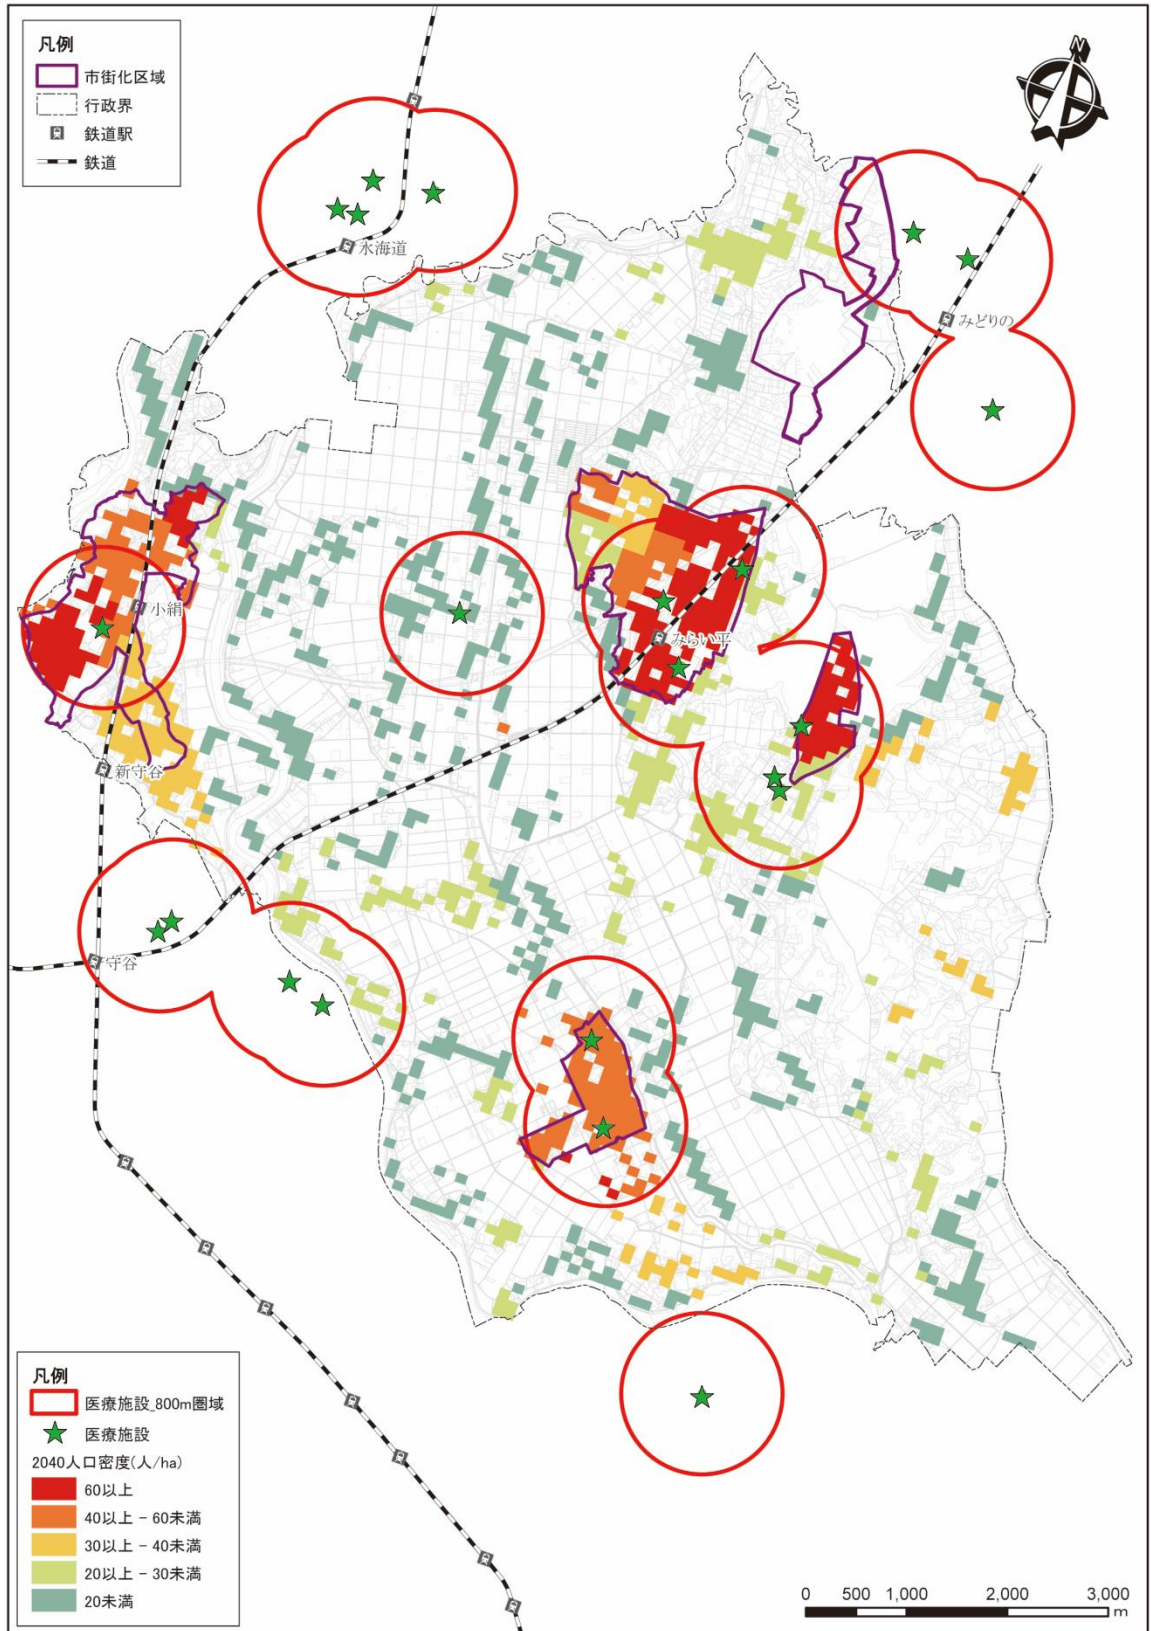 凡例
市街化区域
行政界
鉄道駅
鉄道
N
水海道
みどりの
小絹
みらい平
新守谷
守谷
凡例
医療施設_800m圏域
医療施設
2040人口密度(人/ha)
60以上
40以上 - 60未満
30以上 - 40未満
20以上 - 30未満
20未満
0 500 1,000 2,000 3,000
m